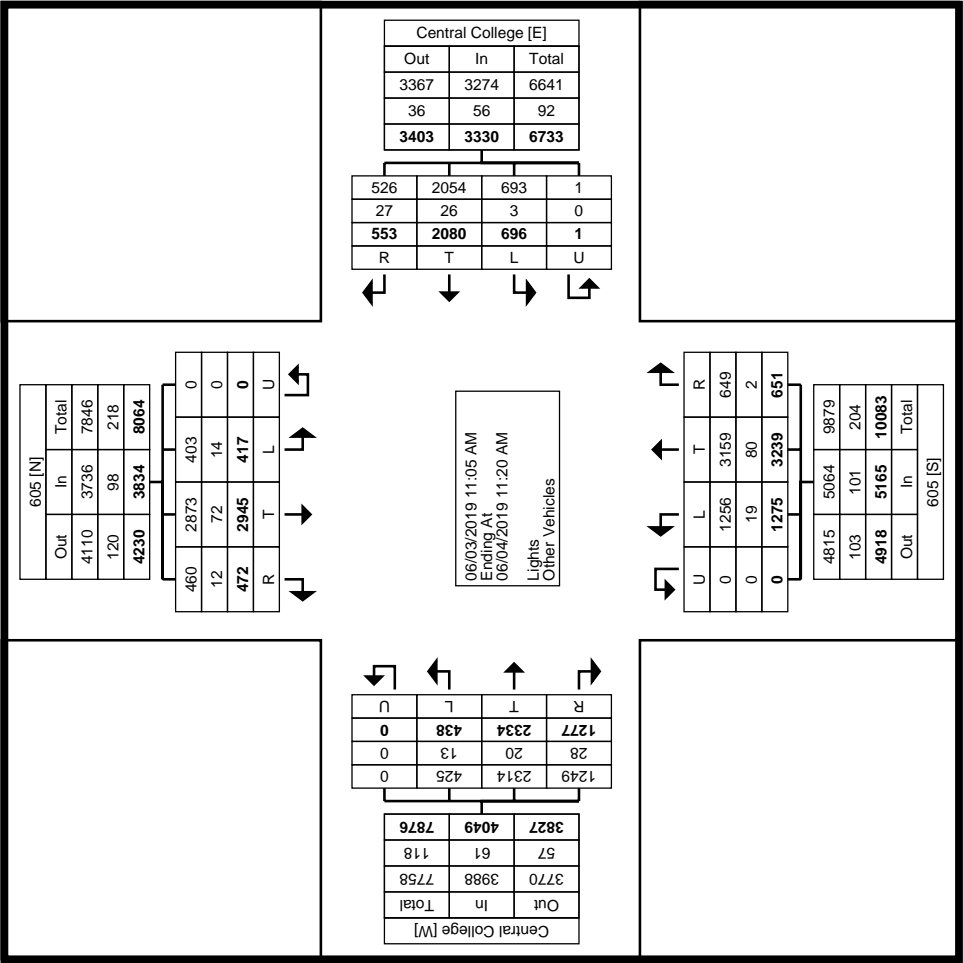 Central College [E]
Out In Total
3367 3274 6641
36 56 92
3403 3330 6733
526 2054 693 1
27 26 3 0
553 2080 696 1
R T L U
605 [N]
Out In Total
4110 3736 7846
120 98 218
4230 3834 8064
460 2873 403 0
12 72 14 0
472 2945 417 0
R T L U
06/03/2019 11:05 AM
Ending At
06/04/2019 11:20 AM
Lights
Other Vehicles
U L T R
0 1256 3159 649
0 19 80 2
0 1275 3239 651
4815 5064 9879
103 101 204
4918 5165 10083
Out In Total
605 [S]
Central College [W]
Out In Total
3770 3988 7758
57 61 118
3827 4049 7876
1249 2314 425 0
28 20 13 0
1277 2334 438 0
R T L U